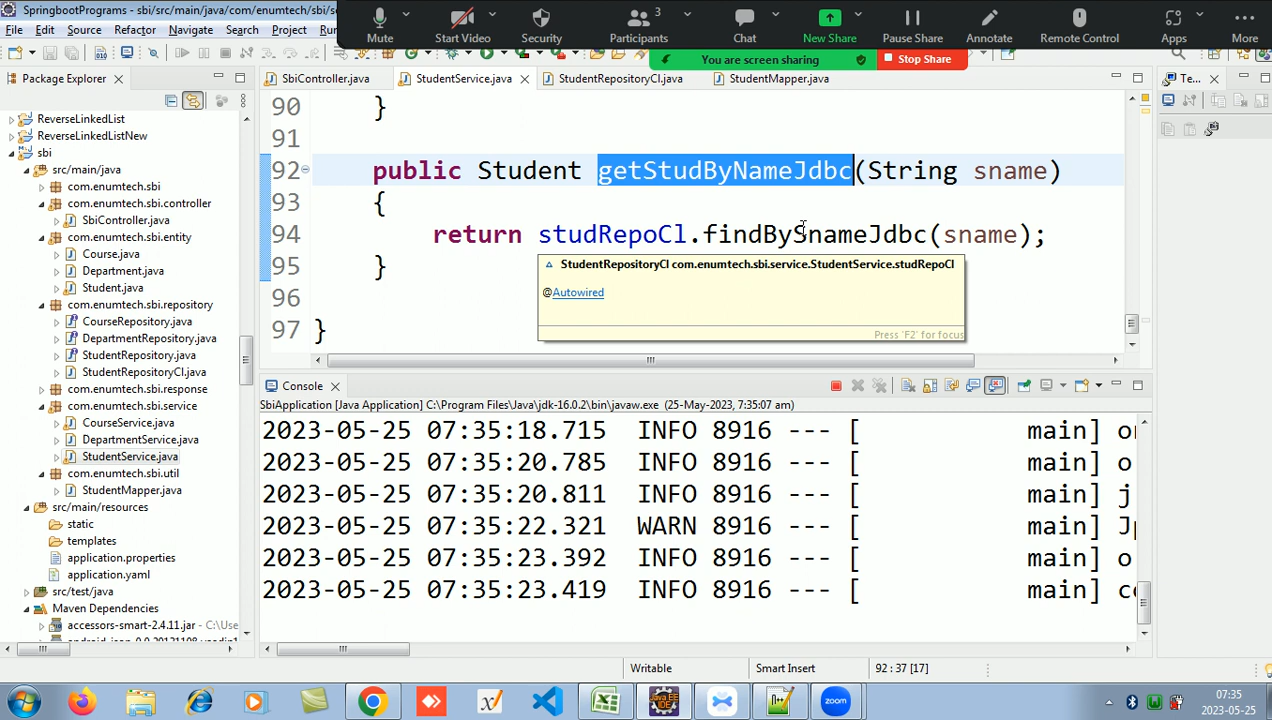 SpringbootPrograms - sbi/src/main/java/com/enumtech/sbi/s
File Edit Source Refactor Navigate Search Project Ru
Mute Start Video Security Participants 3 Chat New Share Pause Share Annotate Remote Control Apps More
You are screen sharing Stop Share
Package Explorer
SbiController.java StudentService.java StudentRepositoryCl.java StudentMapper.java Te...
ReverseLinkedList
ReverseLinkedListNew
sbi
src/main/java
com.enumtech.sbi
com.enumtech.sbi.controller
SbiController.java
com.enumtech.sbi.entity
Course.java
Department.java
Student.java
com.enumtech.sbi.repository
CourseRepository.java
DepartmentRepository.java
StudentRepository.java
StudentRepositoryCl.java
com.enumtech.sbi.response
com.enumtech.sbi.service
CourseService.java
DepartmentService.java
StudentService.java
com.enumtech.sbi.util
StudentMapper.java
src/main/resources
static
templates
application.properties
application.yaml
src/test/java
Maven Dependencies
accessors-smart-2.4.11.jar - C:\Use
90 }
91
92 public Student getStudByNameJdbc(String sname)
93 {
94 return studRepoCl.findBySnameJdbc(sname);
95 }
96
97 }
StudentRepositoryCl com.enumtech.sbi.service.StudentService.studRepoCl
@Autowired
Press 'F2' for focus
Console
SbiApplication [Java Application] C:\Program Files\Java\jdk-16.0.2\bin\javaw.exe (25-May-2023, 7:35:07 am)
2023-05-25 07:35:18.715 INFO 8916 --- [ main] o
2023-05-25 07:35:20.785 INFO 8916 --- [ main] o
2023-05-25 07:35:20.811 INFO 8916 --- [ main] j
2023-05-25 07:35:22.321 WARN 8916 --- [ main] J
2023-05-25 07:35:23.392 INFO 8916 --- [ main] o
2023-05-25 07:35:23.419 INFO 8916 --- [ main] c
Writable Smart Insert 92 : 37 [17]
zoom
07:35
2023-05-25